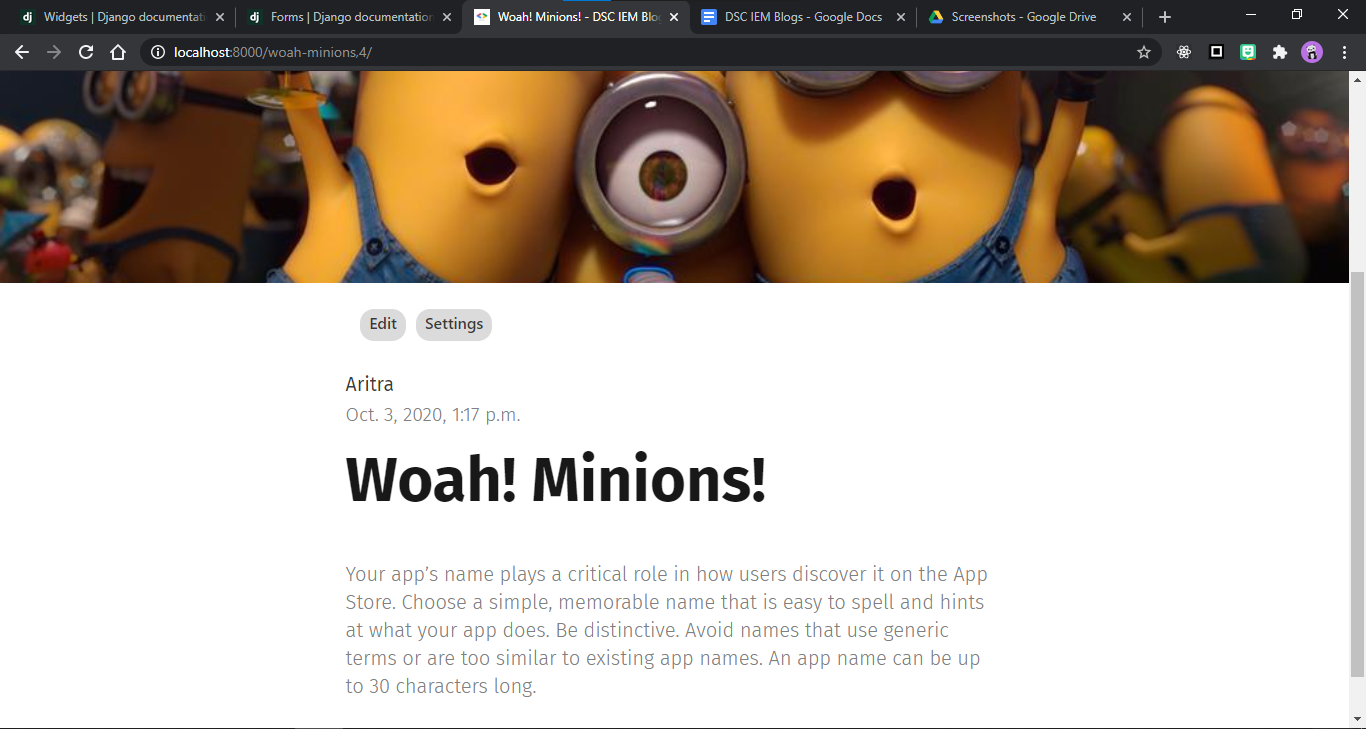 dj Widgets | Django documentati
dj Forms | Django documentation
Woah! Minions! - DSC IEM Blo
DSC IEM Blogs - Google Docs
Screenshots - Google Drive
localhost:8000/woah-minions,4/
Edit
Settings
Aritra
Oct. 3, 2020, 1:17 p.m.
Woah! Minions!
Your app’s name plays a critical role in how users discover it on the App
Store. Choose a simple, memorable name that is easy to spell and hints
at what your app does. Be distinctive. Avoid names that use generic
terms or are too similar to existing app names. An app name can be up
to 30 characters long.